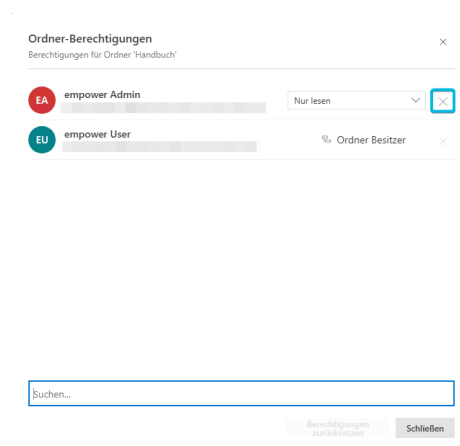 Ordner-Berechtigungen
Berechtigungen für Ordner 'Handbuch'
EA
empower Admin
Nur lesen
EU
empower User
Ordner Besitzer
Suchen...
Berechtigungen
zurücksetzen
Schließen